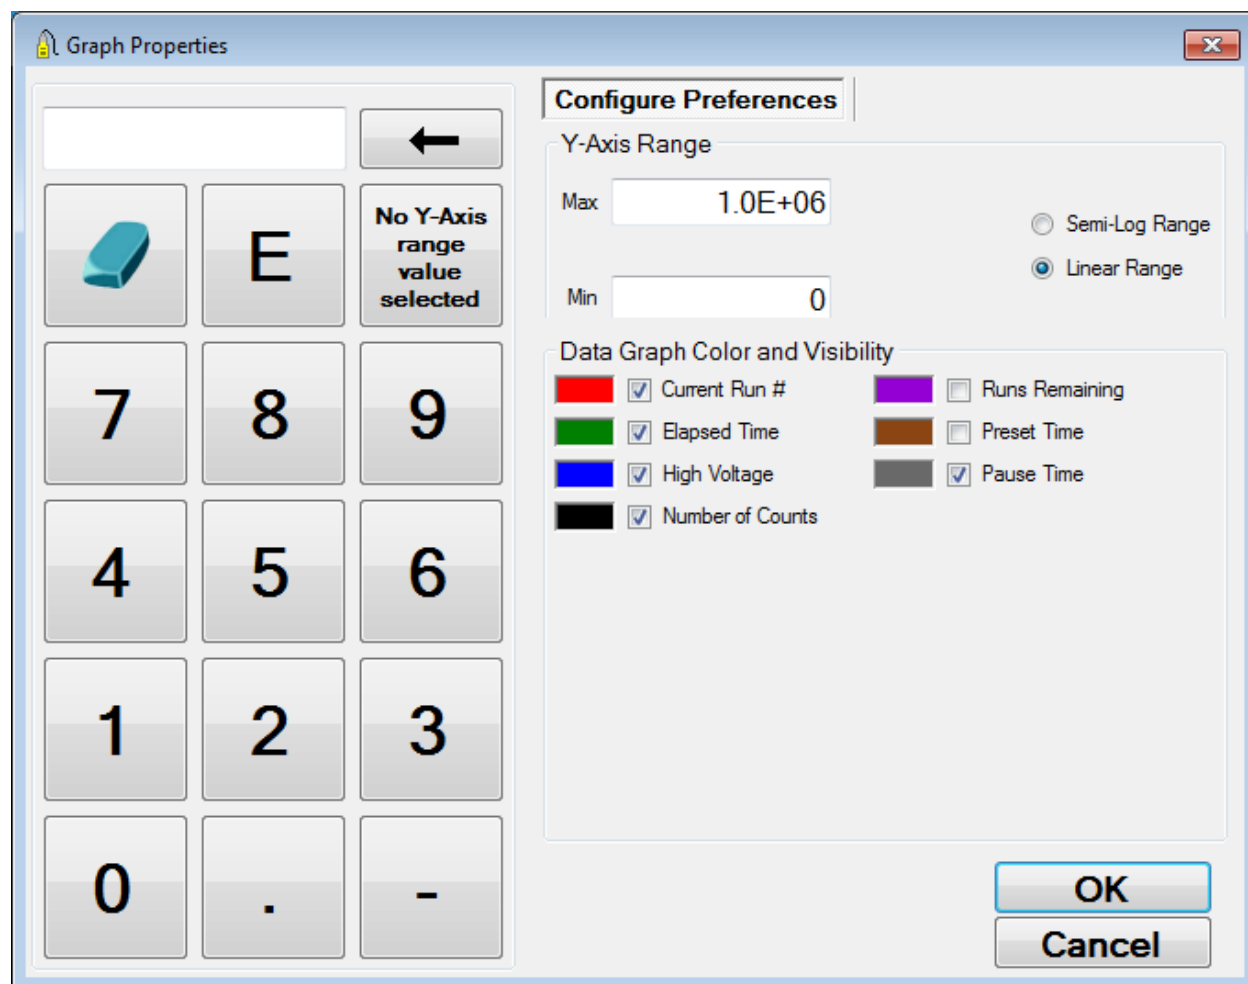 Graph Properties
←
E
No Y-Axis
range
value
selected
7 8 9
4 5 6
1 2 3
0 . -
Configure Preferences
Y-Axis Range
Max 1.0E+06
Min 0
Semi-Log Range
Linear Range
Data Graph Color and Visibility
Current Run # Runs Remaining
Elapsed Time Preset Time
High Voltage Pause Time
Number of Counts
OK
Cancel